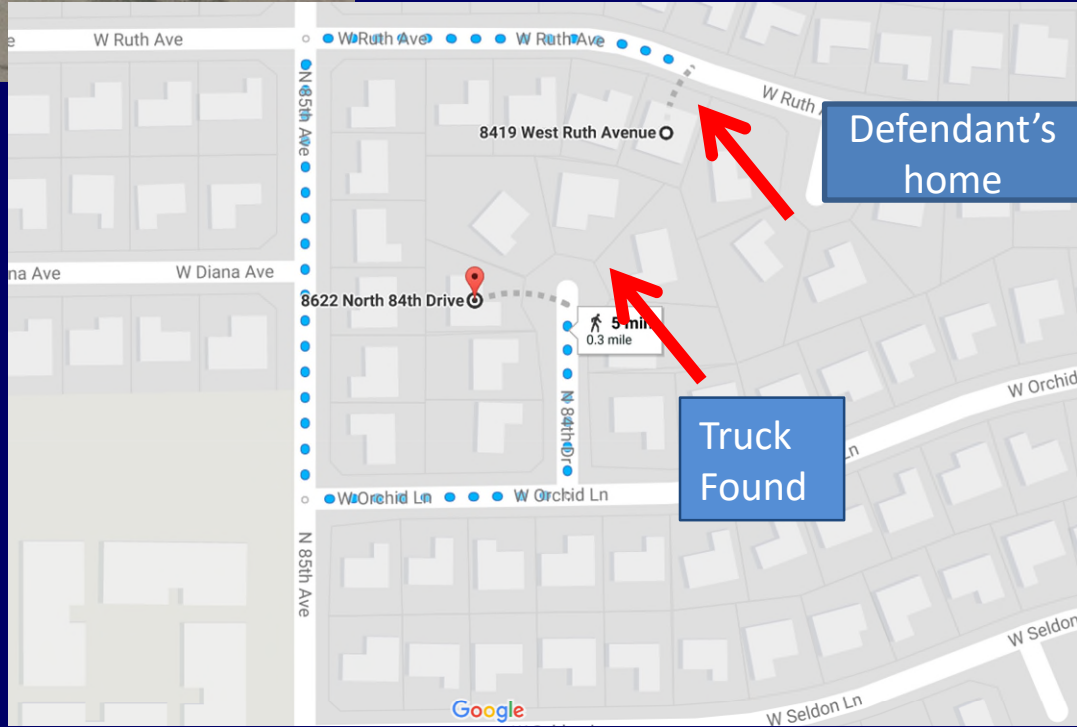 W Ruth Ave
W Ruth Ave
W Ruth Ave
W Ruth
N 85th Ave
8419 West Ruth Avenue
Defendant's
home
na Ave
W Diana Ave
8622 North 84th Drive
5 min
0.3 mile
N 84th Dr
W Orchid
Truck
Found
Ln
W Orchid Ln
W Orchid Ln
N 85th Ave
W Seldon
Google
W Seldon Ln